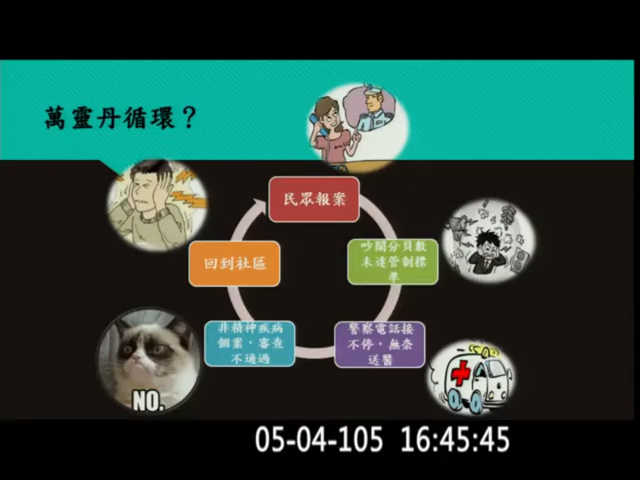 萬靈丹循環？
民眾報案
吵鬧分貝數
未達管制標
準
警察電話接
不停，無奈
送醫
非精神疾病
個案，審查
不通過
回到社區
NO.
05-04-105 16:45:45